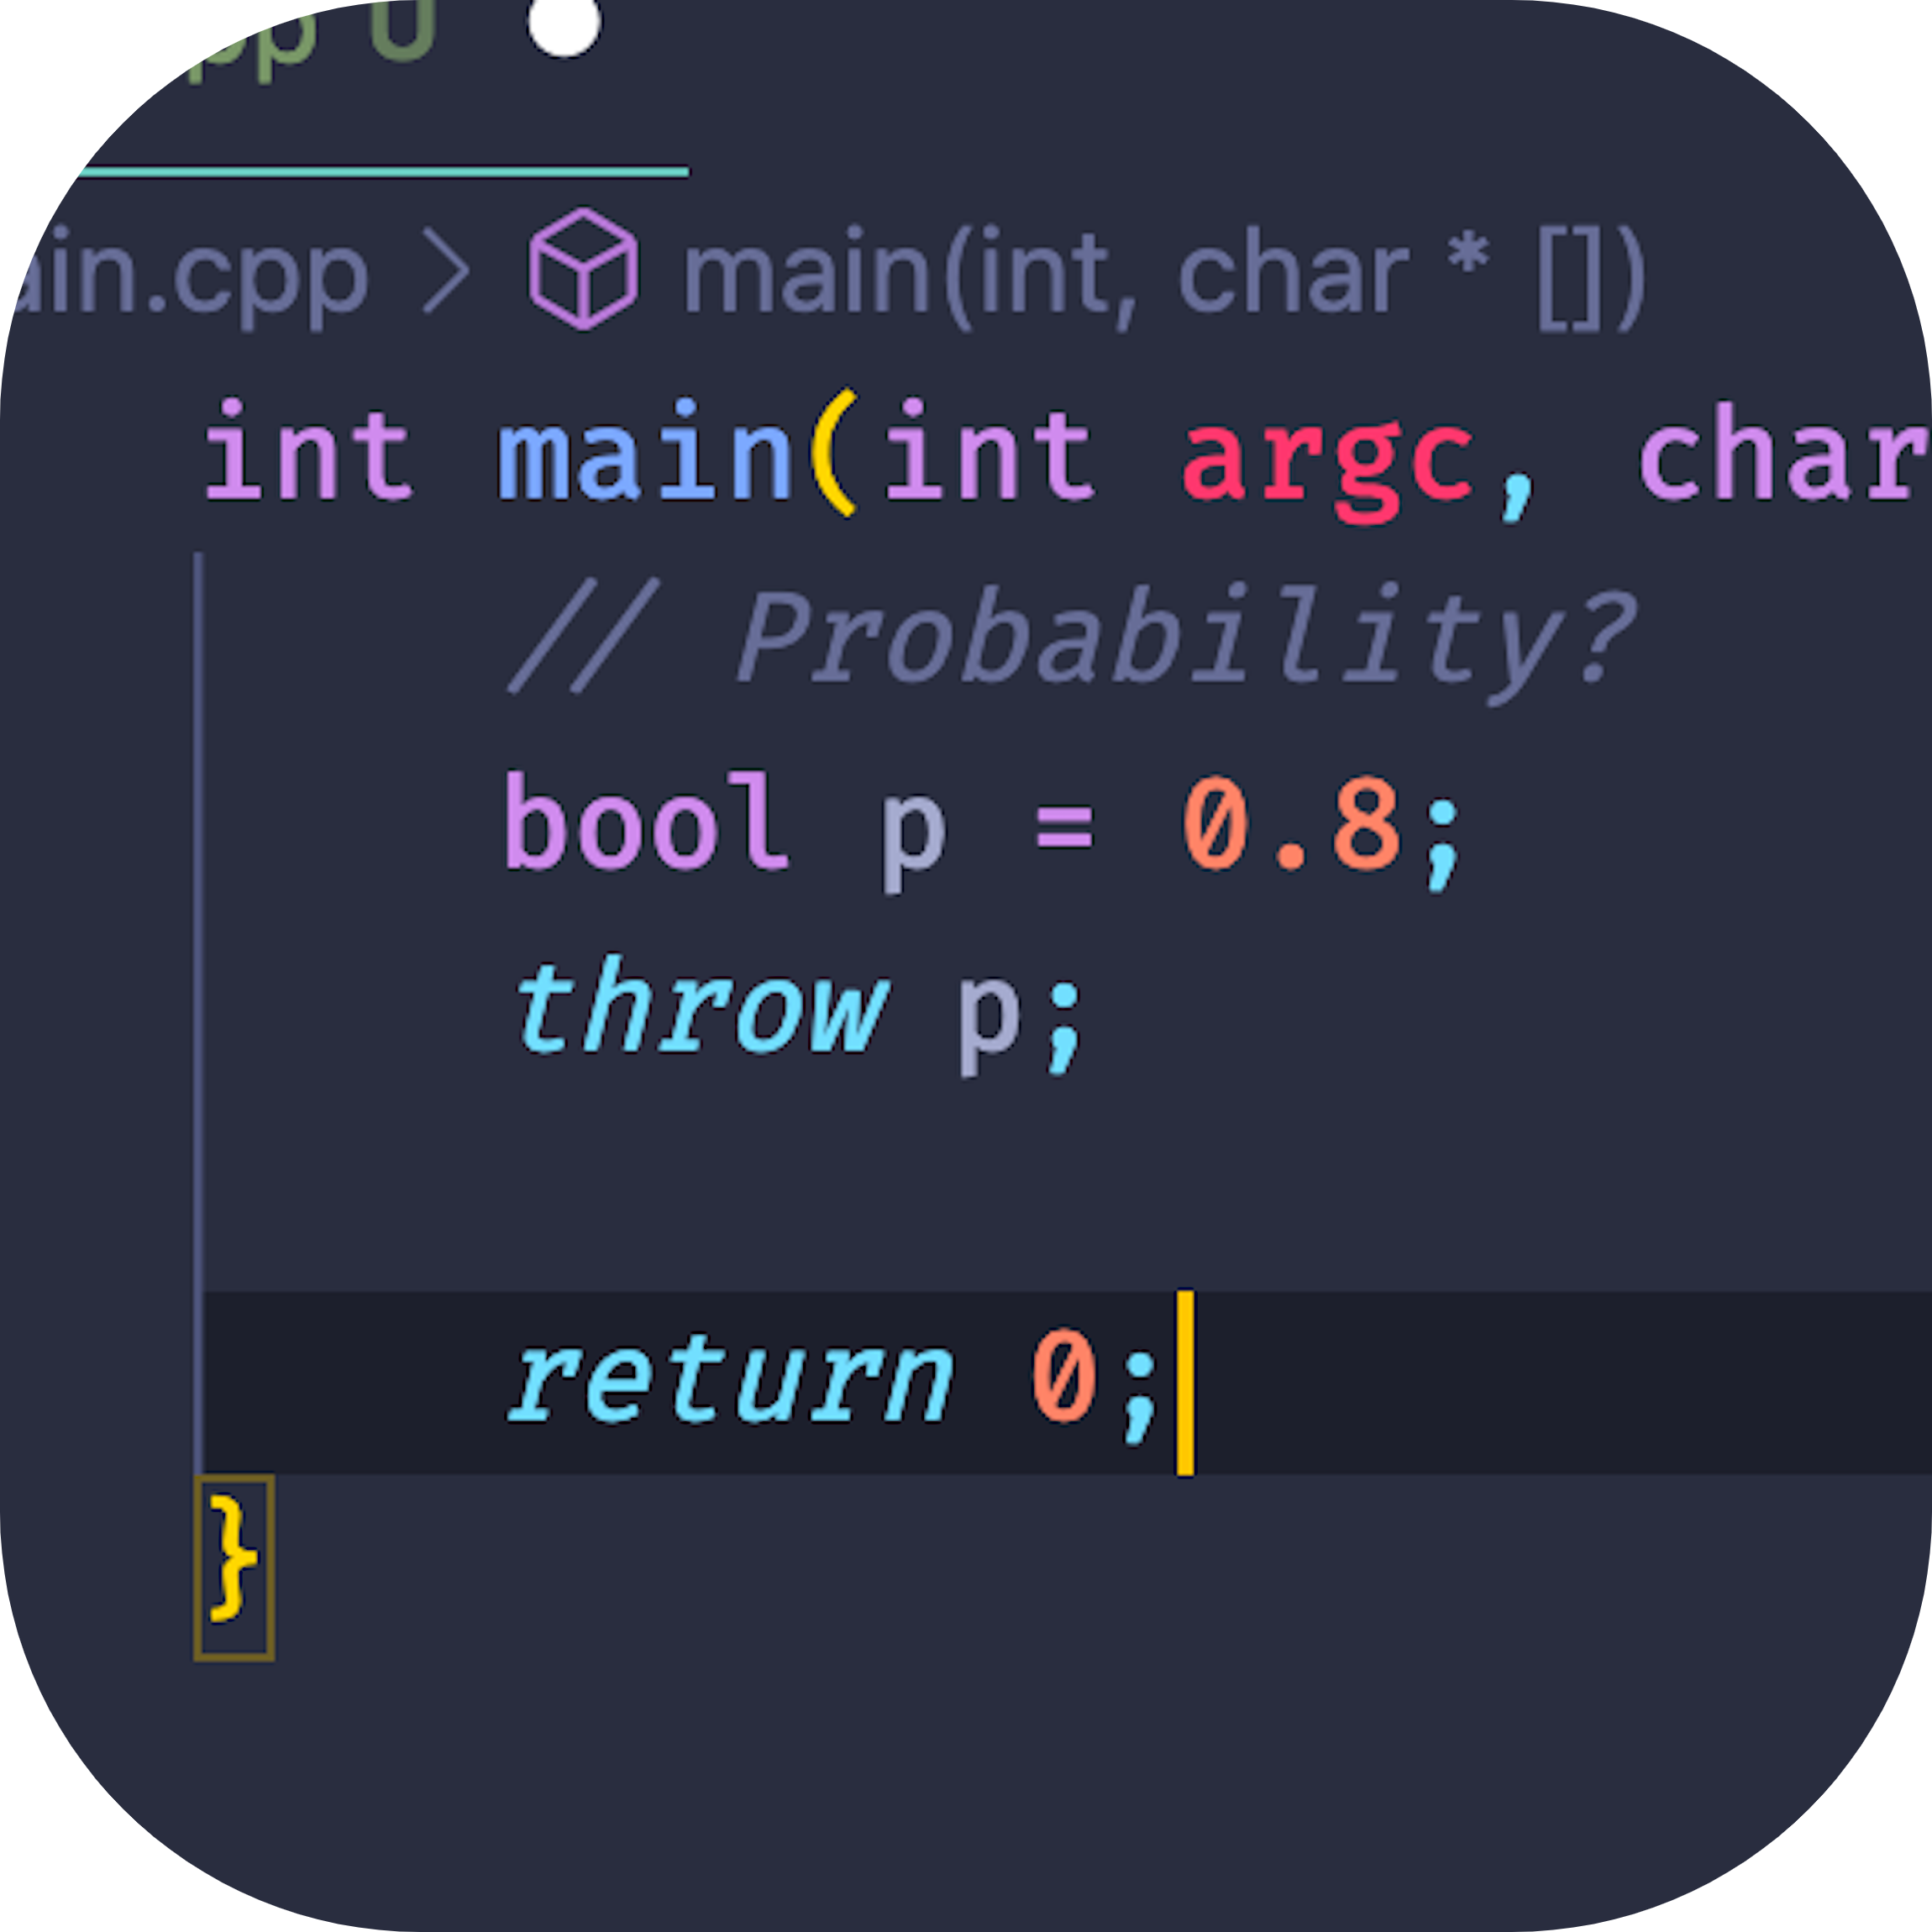 pp U
ain.cpp > main(int, char * [])
int main(int argc, char
// Probability?
bool p = 0.8;
throw p;
return 0;
}